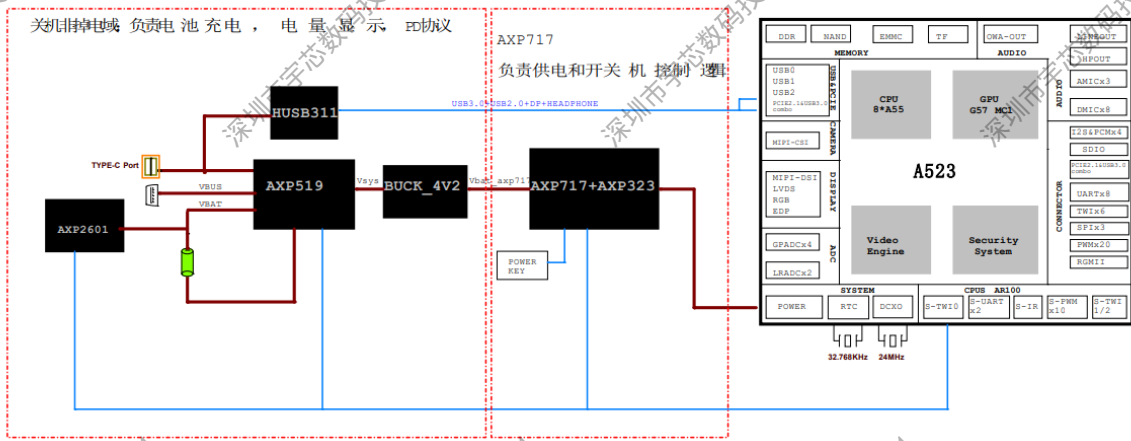 关机非掉电域，负责电池充电，电量显示，PD协议
AXP717
负责供电和开关机控制逻辑
USB3.0+USB2.0+DP+HEADPHONE
HUSB311
TYPE-C Port
VBUS
VBAT
AXP519
Vsys
BUCK_4V2
Vbat_axp717
AXP717+AXP323
AXP2601
POWER
KEY
DDR
NAND
EMMC
TF
MEMORY
OWA-OUT
LINEOUT
AUDIO
HPOUT
AMICx3
DMICx8
AUDIO
USB0
USB1
USB2
PCIE2.1&USB3.0
combo
USB&PCIE
MIPI-CSI
CAMERA
MIPI-DSI
LVDS
RGB
EDP
DISPLAY
GPADCx4
LRADCx2
ADC
CPU
8*A55
GPU
G57 MC1
A523
Video
Engine
Security
System
I2S&PCMx4
SDIO
PCIE2.1&USB3.0
combo
UARTx8
TWIx6
SPIx3
PWMx20
RGMII
CONNECTOR
SYSTEM
POWER
RTC
DCXO
CPUS AR100
S-TWI0
S-UART
x2
S-IR
S-PWM
x10
S-TWI
1/2
32.768KHz
24MHz
深圳市宇芯数码技
深圳市宇芯数码技
深圳市宇芯数码技